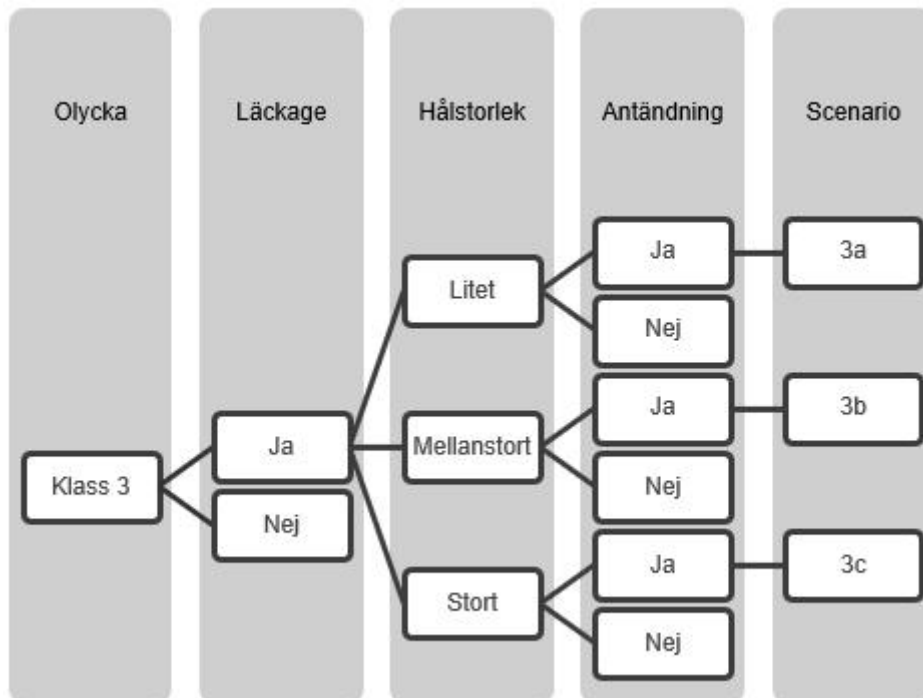 Olycka
Läckage
Hålstorlek
Antändning
Scenario
Ja
3a
Litet
Nej
Ja
3b
Ja
Mellanstort
Klass 3
Nej
Nej
Ja
3c
Stort
Nej